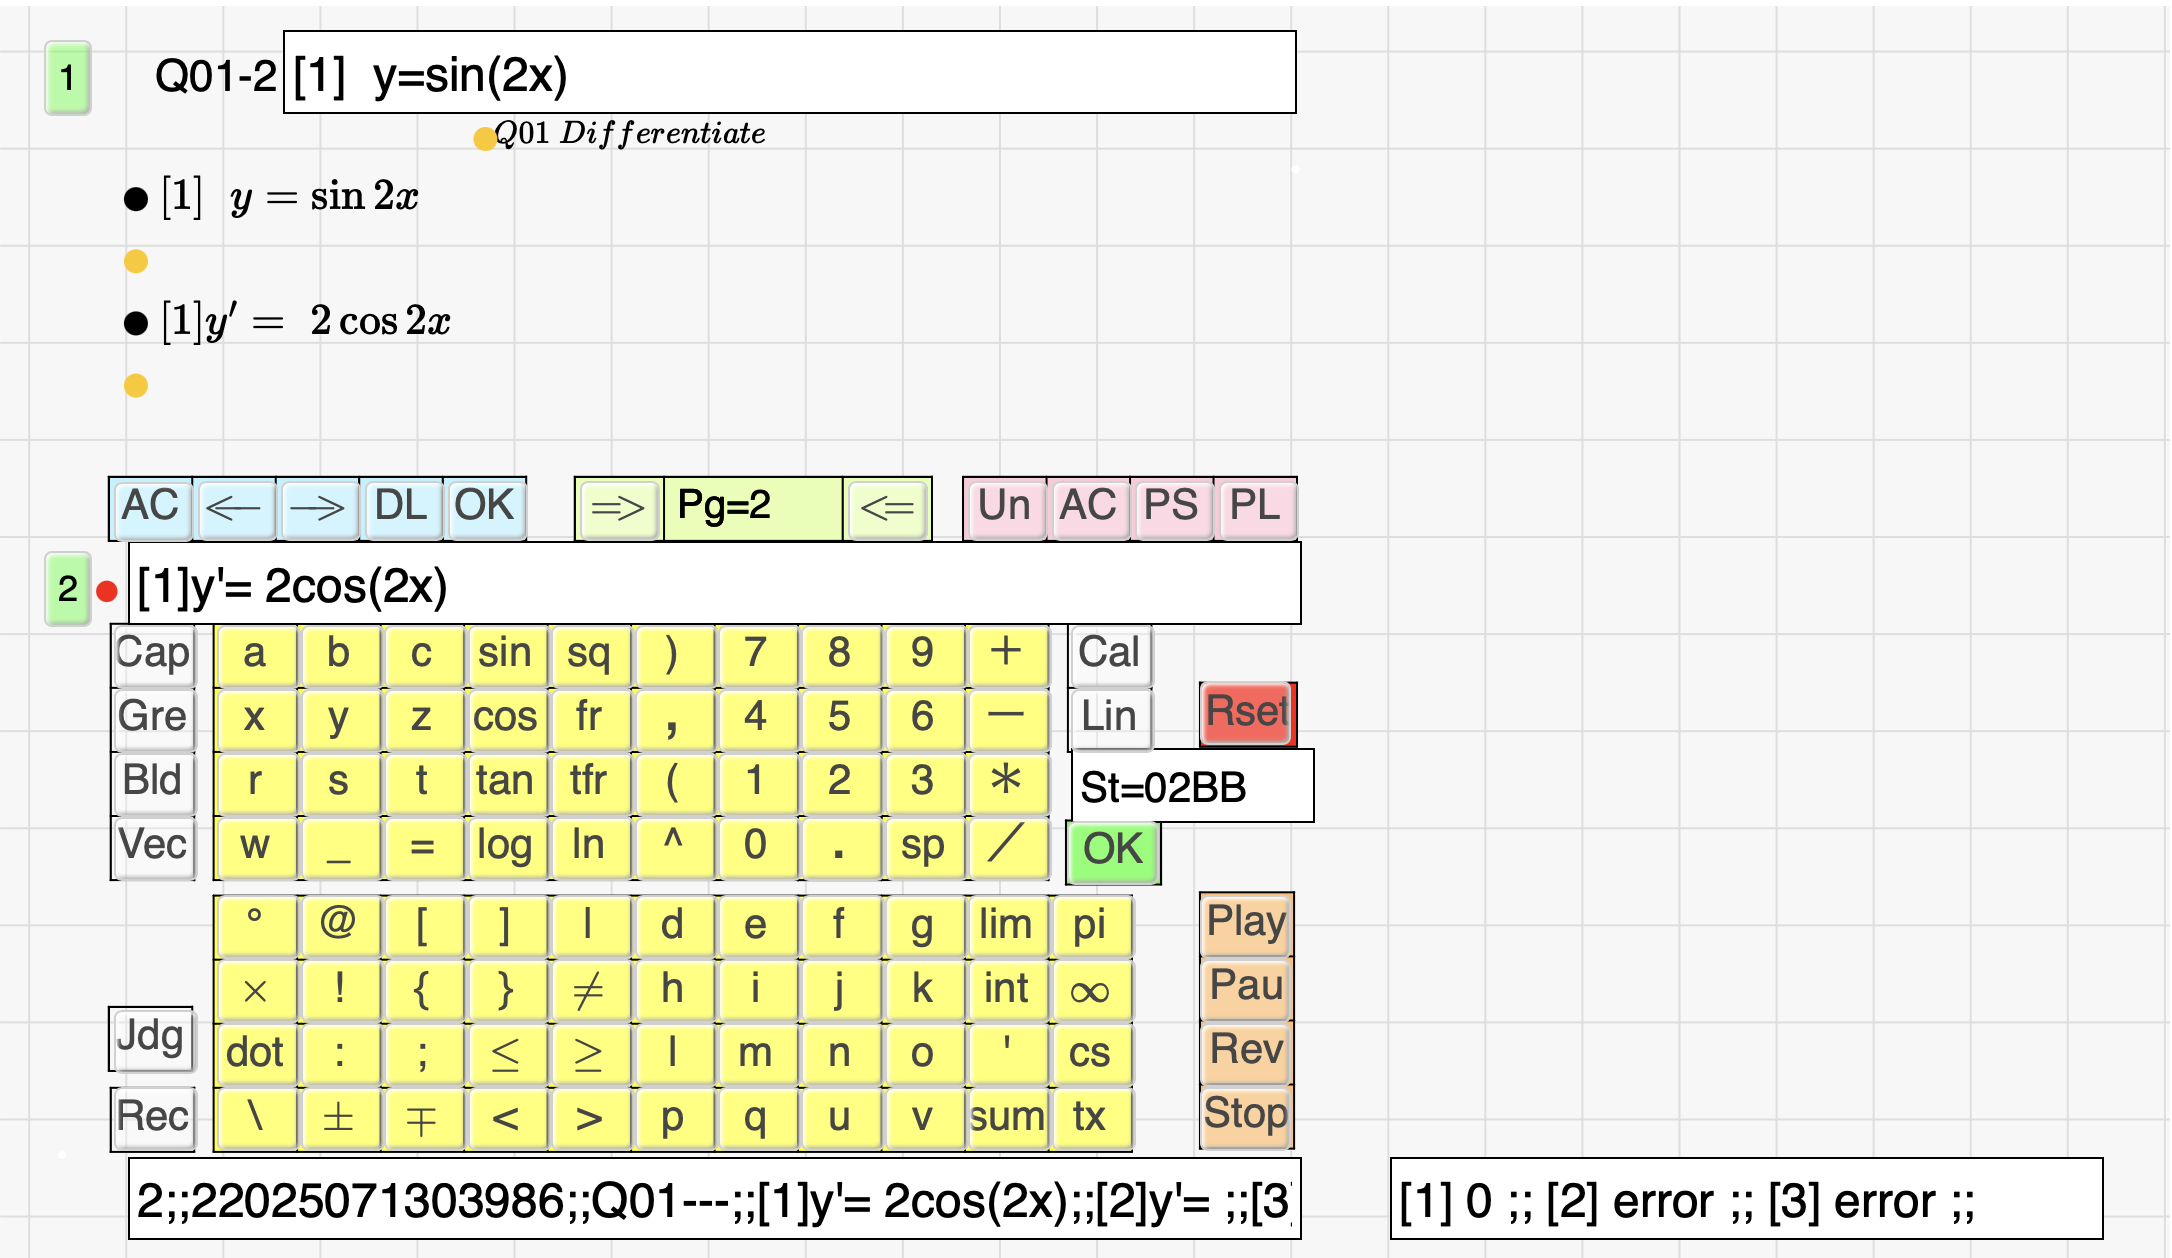 1 Q01-2 [1]  y=sin(2x)
Q01 Differentiate
[1]  y = sin 2x
[1]y′ =  2 cos 2x
AC <— —> DL OK => Pg=2 <= Un AC PS PL
2 [1]y'= 2cos(2x)
Cap a b c sin sq ) 7 8 9 + Cal
Gre x y z cos fr , 4 5 6 — Lin Rset
Bld r s t tan tfr ( 1 2 3 * St=02BB
Vec w _ = log ln ^ 0 . sp / OK
° @ [ ] l d e f g lim pi Play
× ! { } ≠ h i j k int ∞ Pau
Jdg dot : ; ≤ ≥ l m n o ' cs Rev
Rec \ ± ∓ < > p q u v sum tx Stop
2;;22025071303986;;Q01---;;[1]y'= 2cos(2x);;[2]y'= ;;[3] [1] 0 ;; [2] error ;; [3] error ;;